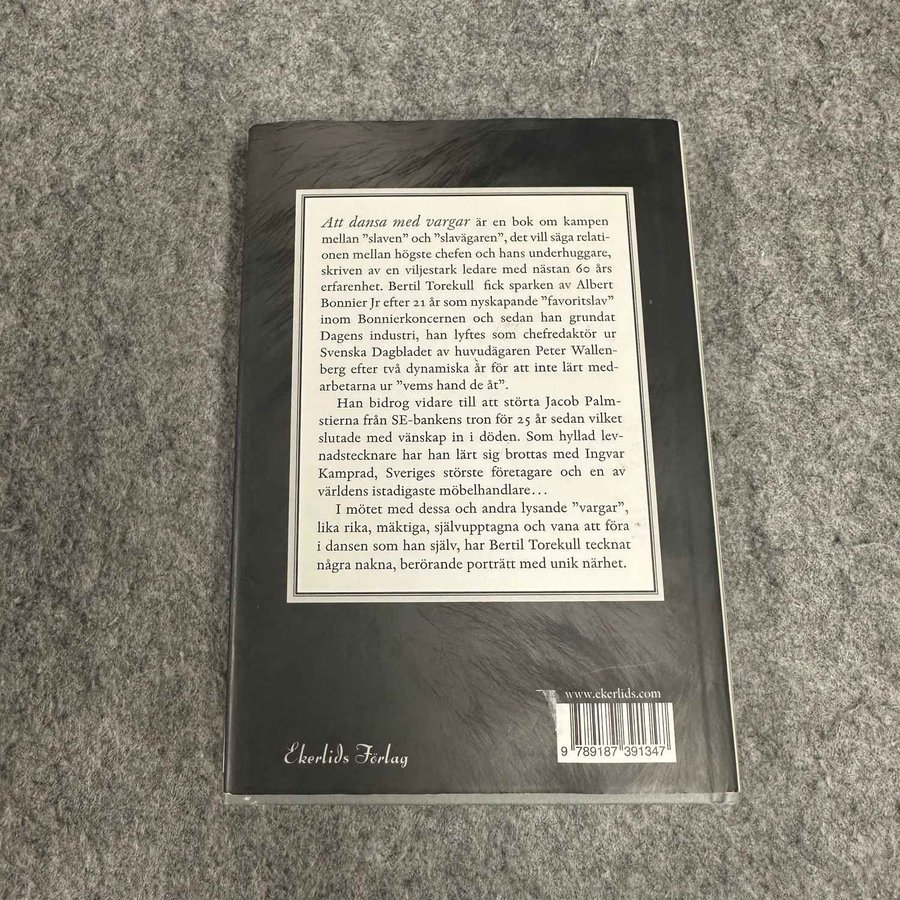 Att dansa med vargar är en bok om kampen
mellan ”slaven” och ”slavägaren”, det vill säga relati-
onen mellan högste chefen och hans underhuggare,
skriven av en viljestark ledare med nästan 60 års
erfarenhet. Bertil Torekull fick sparken av Albert
Bonnier Jr efter 21 år som nyskapande ”favoritslav”
inom Bonnierkoncernen och sedan han grundat
Dagens industri, han lyftes som chefredaktör ur
Svenska Dagbladet av huvudägaren Peter Wallen-
berg efter två dynamiska år för att inte lärt med-
arbetarna ur ”vems hand de åt”.
Han bidrog vidare till att störta Jacob Palm-
stierna från SE-bankens tron för 25 år sedan vilket
slutade med vänskap in i döden. Som hyllad lev-
nadstecknare har han lärt sig brottas med Ingvar
Kamprad, Sveriges störste företagare och en av
världens istadigaste möbelhandlare...
I mötet med dessa och andra lysande ”vargar”,
lika rika, mäktiga, självupptagna och vana att föra
i dansen som han själv, har Bertil Torekull tecknat
några nakna, berörande porträtt med unik närhet.
www.ekerlids.com
Ekerlids Förlag
9 789187 391347